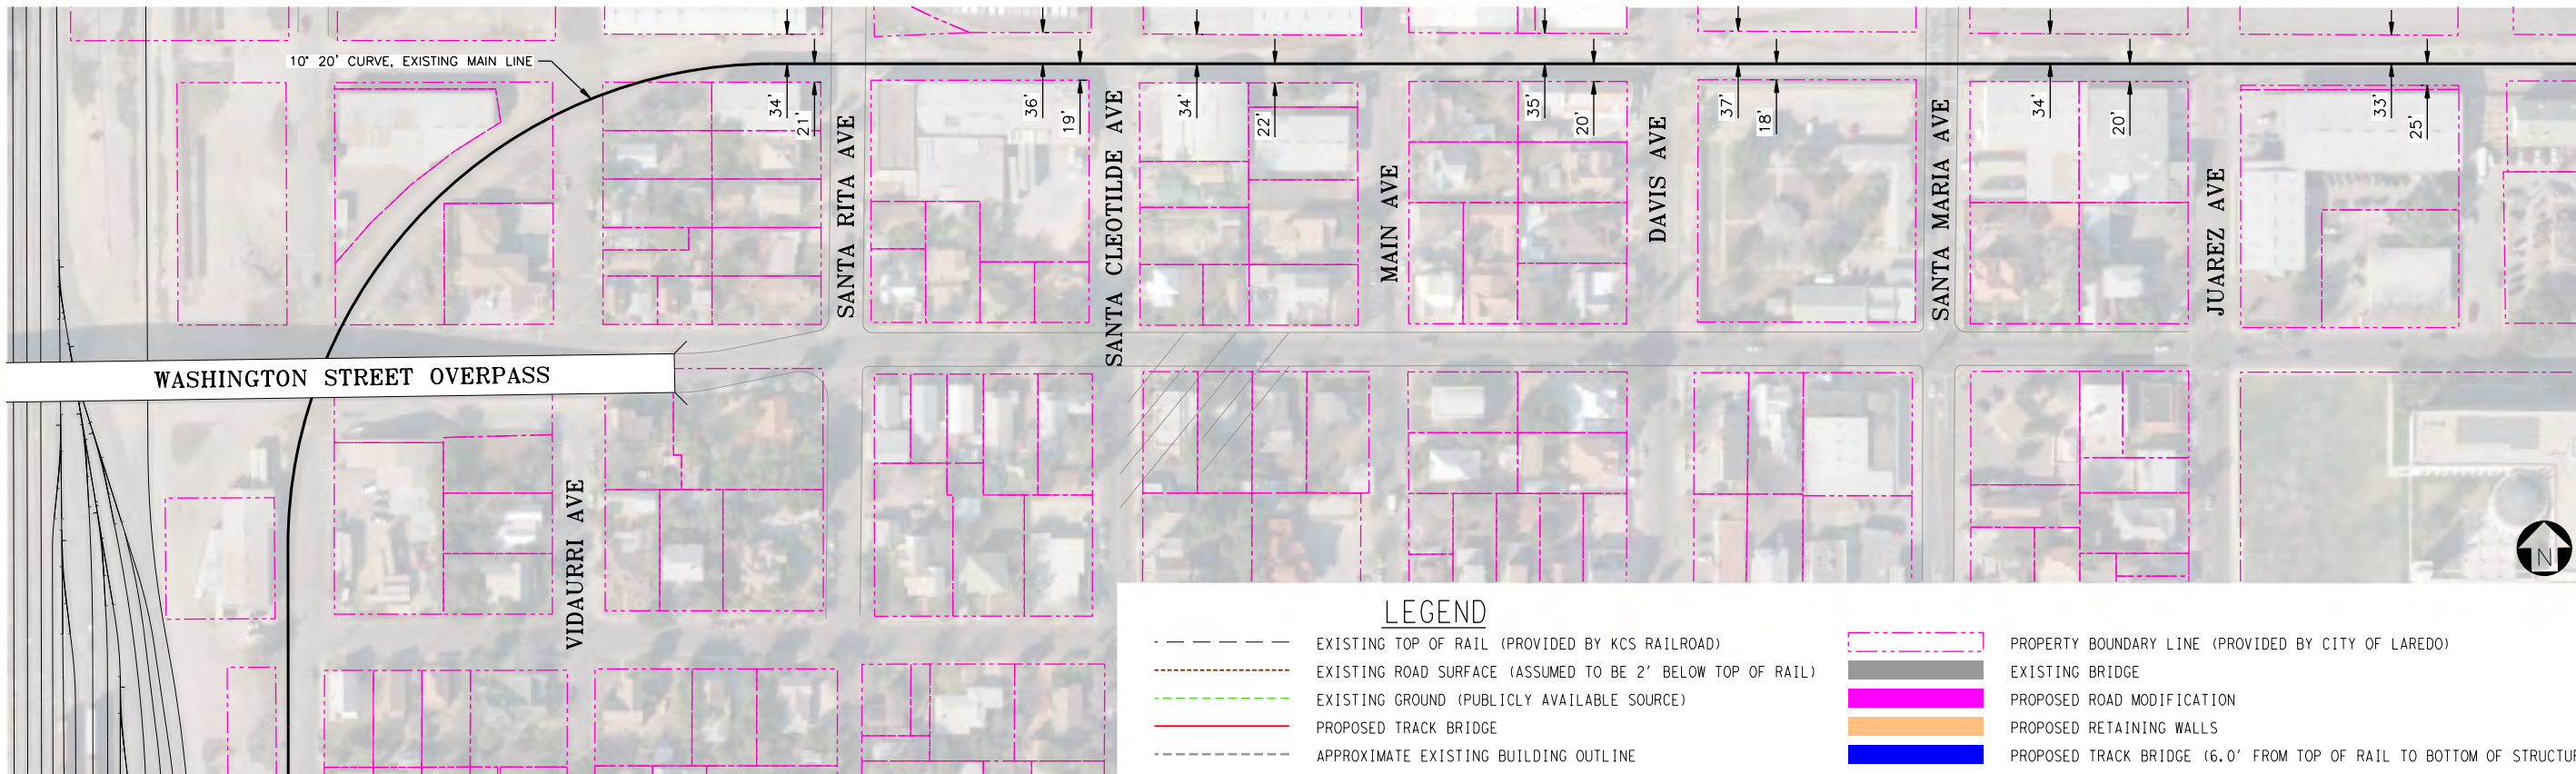 10° 20' CURVE, EXISTING MAIN LINE
34'
21'
36'
19'
34'
22'
35'
20'
37'
18'
34'
20'
33'
25'
SANTA RITA AVE
SANTA CLEOTILDE AVE
MAIN AVE
DAVIS AVE
SANTA MARIA AVE
JUAREZ AVE
WASHINGTON STREET OVERPASS
VIDAURRI AVE
N
LEGEND
EXISTING TOP OF RAIL (PROVIDED BY KCS RAILROAD)
EXISTING ROAD SURFACE (ASSUMED TO BE 2' BELOW TOP OF RAIL)
EXISTING GROUND (PUBLICLY AVAILABLE SOURCE)
PROPOSED TRACK BRIDGE
APPROXIMATE EXISTING BUILDING OUTLINE
PROPERTY BOUNDARY LINE (PROVIDED BY CITY OF LAREDO)
EXISTING BRIDGE
PROPOSED ROAD MODIFICATION
PROPOSED RETAINING WALLS
PROPOSED TRACK BRIDGE (6.0' FROM TOP OF RAIL TO BOTTOM OF STRUCTU